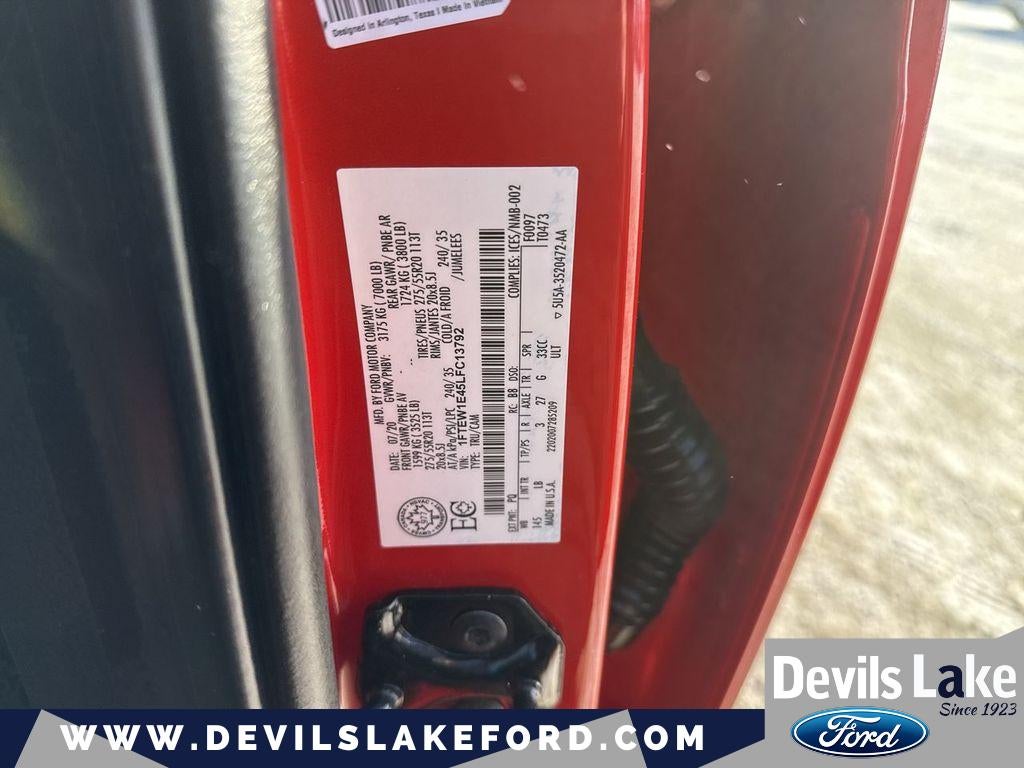 Designed in Arlington, Texas | Made in Vietnam
MFD. BY FORD MOTOR COMPANY
DATE: 07/20 GVWR/PNBV: 3175 KG ( 7000 LB)
FRONT GAWR/PNBE AV REAR GAWR/ PNBE AR
1599 KG ( 3525 LB) 1724 KG ( 3800 LB)
275/55R20 113T TIRES/PNEUS 275/55R20 113T
20x8.5J RIMS/JANTES 20x8.5J
AT/A kPa/PSI/LPC 240/35 COLD/A FROID 240/35
VIN: 1FTEW1E45LFC13792 /JUMELEES
TYPE: TRU/CAM
EXT PNT: PQ RC: B8 DSO: COMPLIES: ICES/NMB-002
WB INT TR TP/PS R AXLE TR SPR F0097
145 LB 3 27 G 33CC T0473
MADE IN U.S.A. 2202007285209 ULT ▽ 5U5A-3520472-AA
EC
WWW.DEVILSLAKEFORD.COM
Devils Lake
Since 1923
Ford